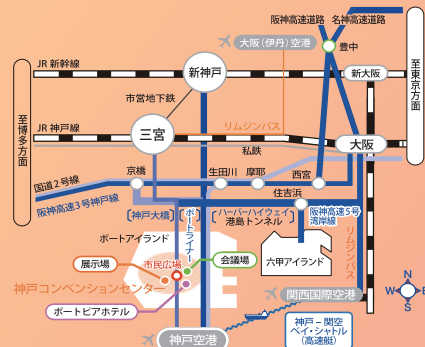 阪神高速道路
名神高速道路
大阪(伊丹)空港
豊中
JR 新幹線
新神戸
新大阪
市営地下鉄
至博多方面
至東京方面
JR 神戸線
三宮
リムジンバス
私鉄
大阪
京橋
生田川
摩耶
西宮
国道2号線
住吉浜
阪神高速3号神戸線
〔神戸大橋〕
ポートライナー
〔ハーバーハイウェイ〕
港島トンネル
阪神高速5号
湾岸線
ポートアイランド
六甲アイランド
リムジンバス
展示場
市民広場
会議場
神戸コンベンションセンター
ポートピアホテル
関西国際空港
神戸空港
神戸−関空
ベイ・シャトル
(高速艇)
N
W
E
S